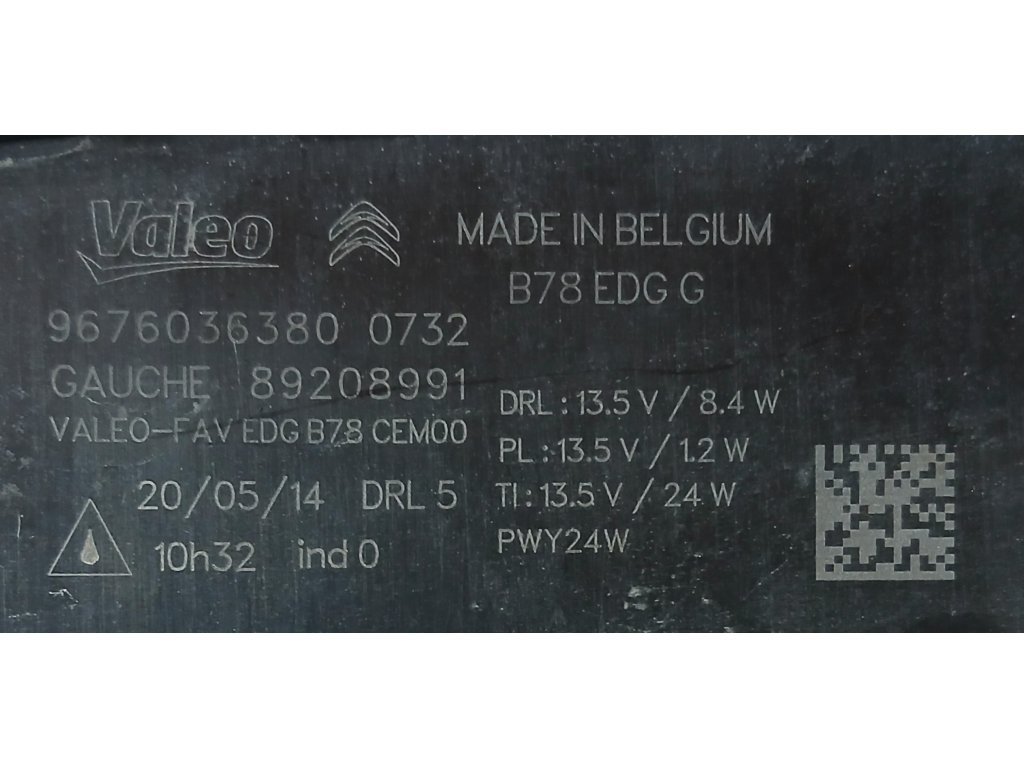 Valeo
MADE IN BELGIUM
B78 EDG G
9676036380 0732
GAUCHE 89208991
VALEO-FAV EDG B78 CEM00
20/05/14 DRL 5
10h32 ind 0
DRL : 13.5 V / 8.4 W
PL : 13.5 V / 1.2 W
TI : 13.5 V / 24 W
PWY24W